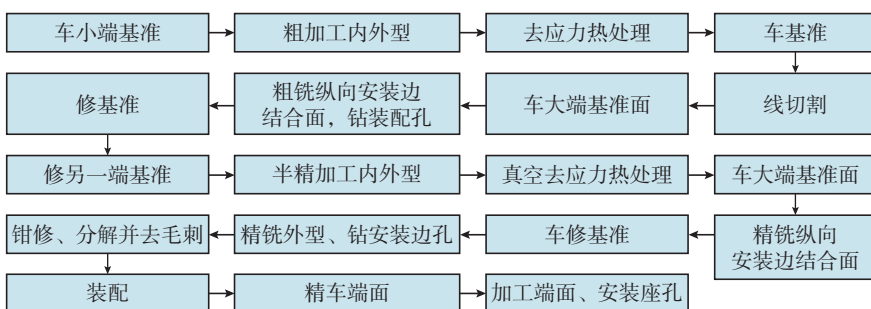 车小端基准
粗加工内外型
去应力热处理
车基准
线切割
车大端基准面
粗铣纵向安装边
结合面，钻装配孔
修基准
修另一端基准
半精加工内外型
真空去应力热处理
车大端基准面
精铣纵向
安装边结合面
车修基准
精铣外型、钻安装边孔
钳修、分解并去毛刺
装配
精车端面
加工端面、安装座孔